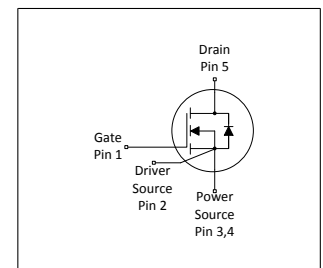 Drain
Pin 5
Gate
Pin 1
Driver
Source
Pin 2
Power
Source
Pin 3,4